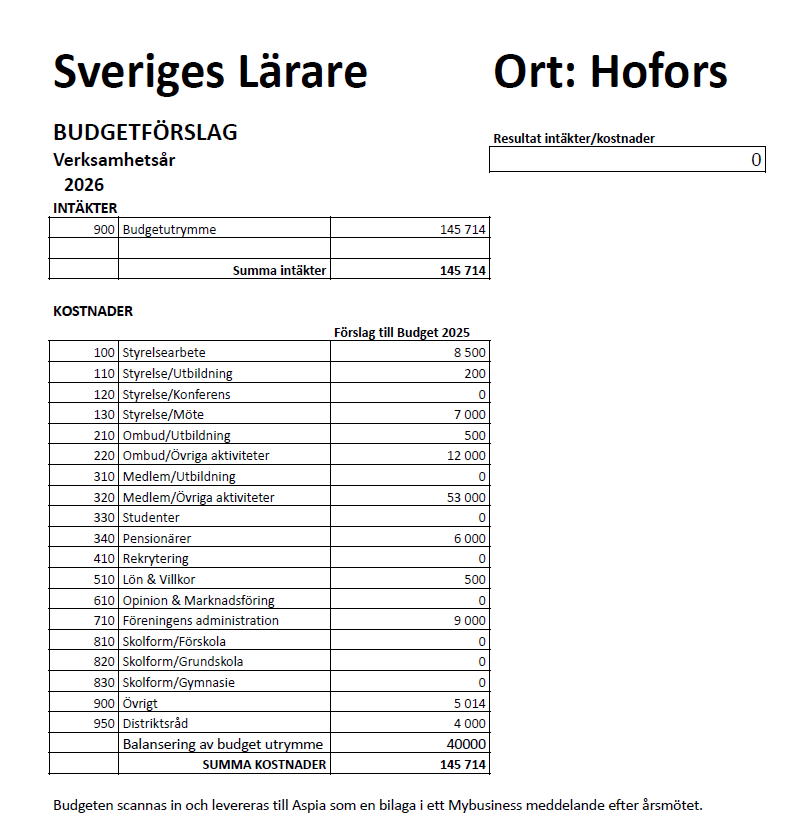 Sveriges Lärare Ort: Hofors
BUDGETFÖRSLAG
Resultat intäkter/kostnader
Verksamhetsår 0
2026
INTÄKTER
900 Budgetutrymme 145 714
Summa intäkter 145 714
KOSTNADER
Förslag till Budget 2025
100 Styrelsearbete 8 500
110 Styrelse/Utbildning 200
120 Styrelse/Konferens 0
130 Styrelse/Möte 7 000
210 Ombud/Utbildning 500
220 Ombud/Övriga aktiviteter 12 000
310 Medlem/Utbildning 0
320 Medlem/Övriga aktiviteter 53 000
330 Studenter 0
340 Pensionärer 6 000
410 Rekrytering 0
510 Lön & Villkor 500
610 Opinion & Marknadsföring 0
710 Föreningens administration 9 000
810 Skolform/Förskola 0
820 Skolform/Grundskola 0
830 Skolform/Gymnasie 0
900 Övrigt 5 014
950 Distriktsråd 4 000
Balansering av budget utrymme 40000
SUMMA KOSTNADER 145 714
Budgeten scannas in och levereras till Aspia som en bilaga i ett Mybusiness meddelande efter årsmötet.